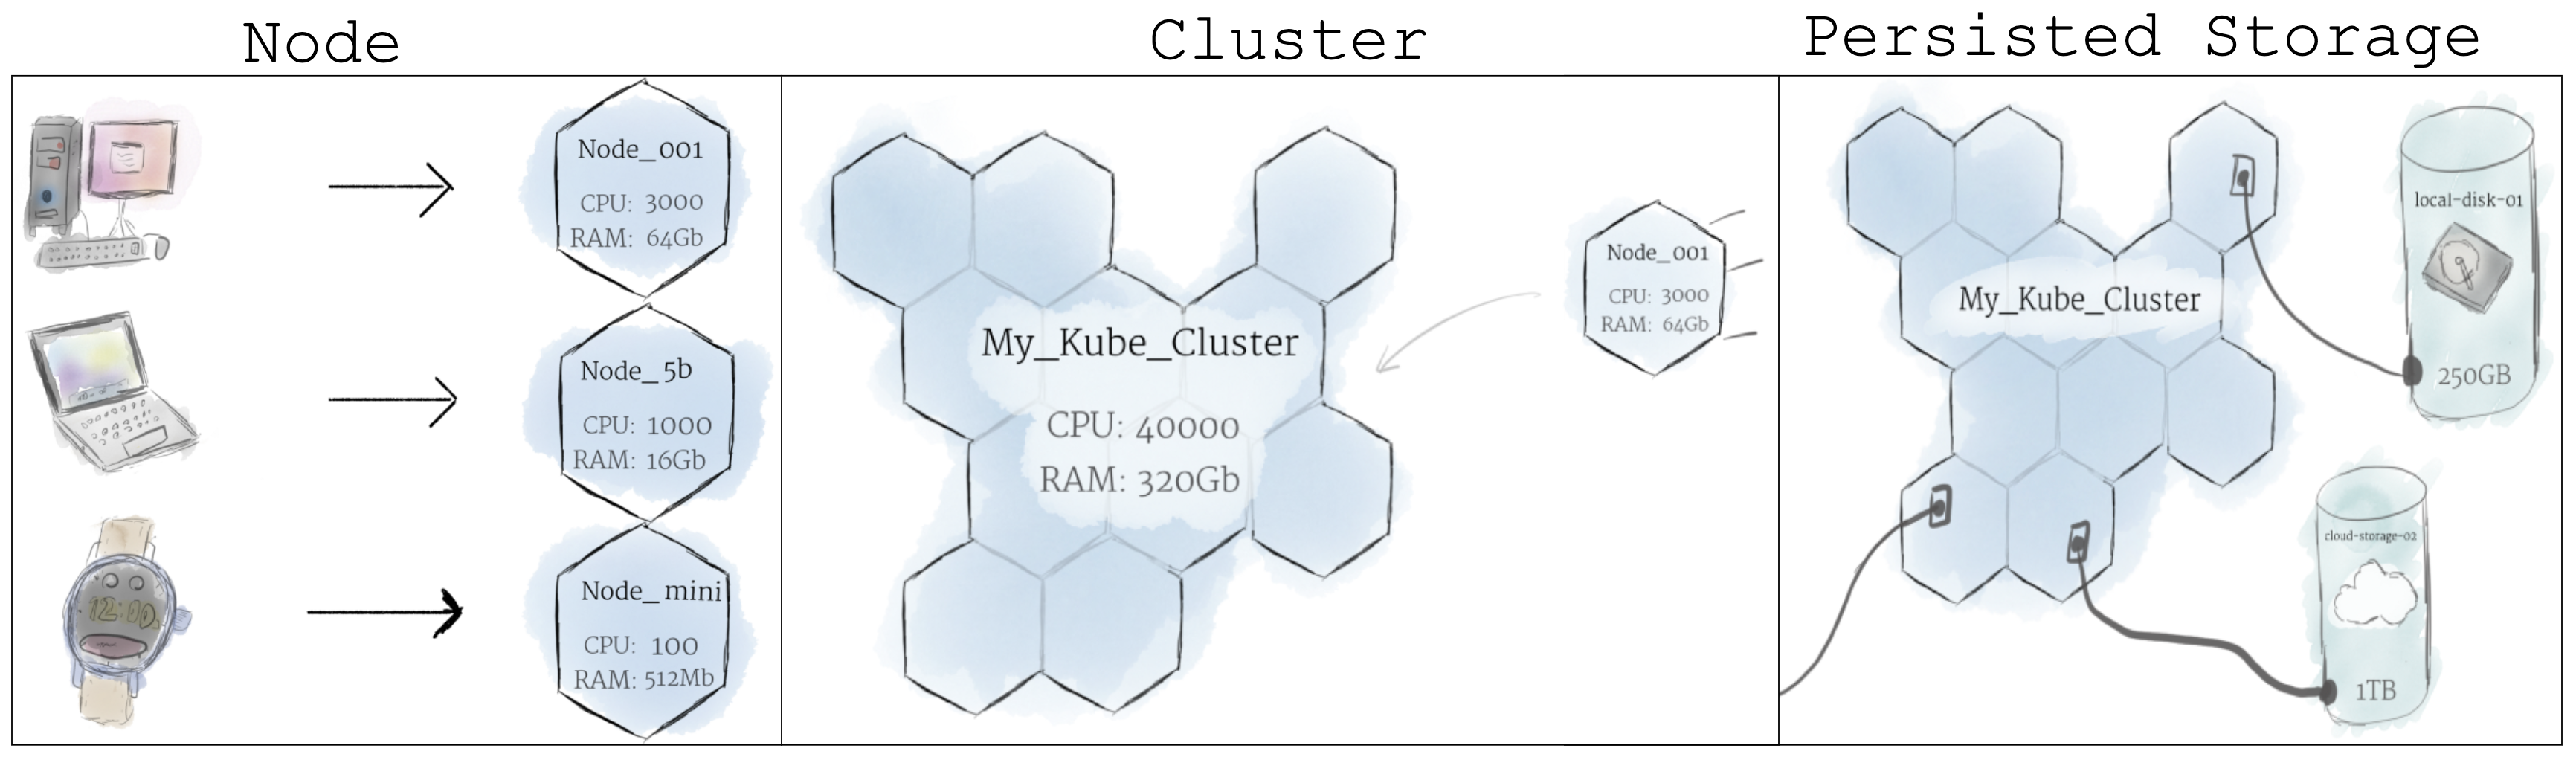 Node
Node_001
CPU: 3000
RAM: 64Gb
Node_5b
CPU: 1000
RAM: 16Gb
12:00
Node_mini
CPU: 100
RAM: 512Mb
Cluster
My_Kube_Cluster
CPU: 40000
RAM: 320Gb
Node_001
CPU: 3000
RAM: 64Gb
Persisted Storage
My_Kube_Cluster
local-disk-01
250GB
cloud-storage-02
1TB